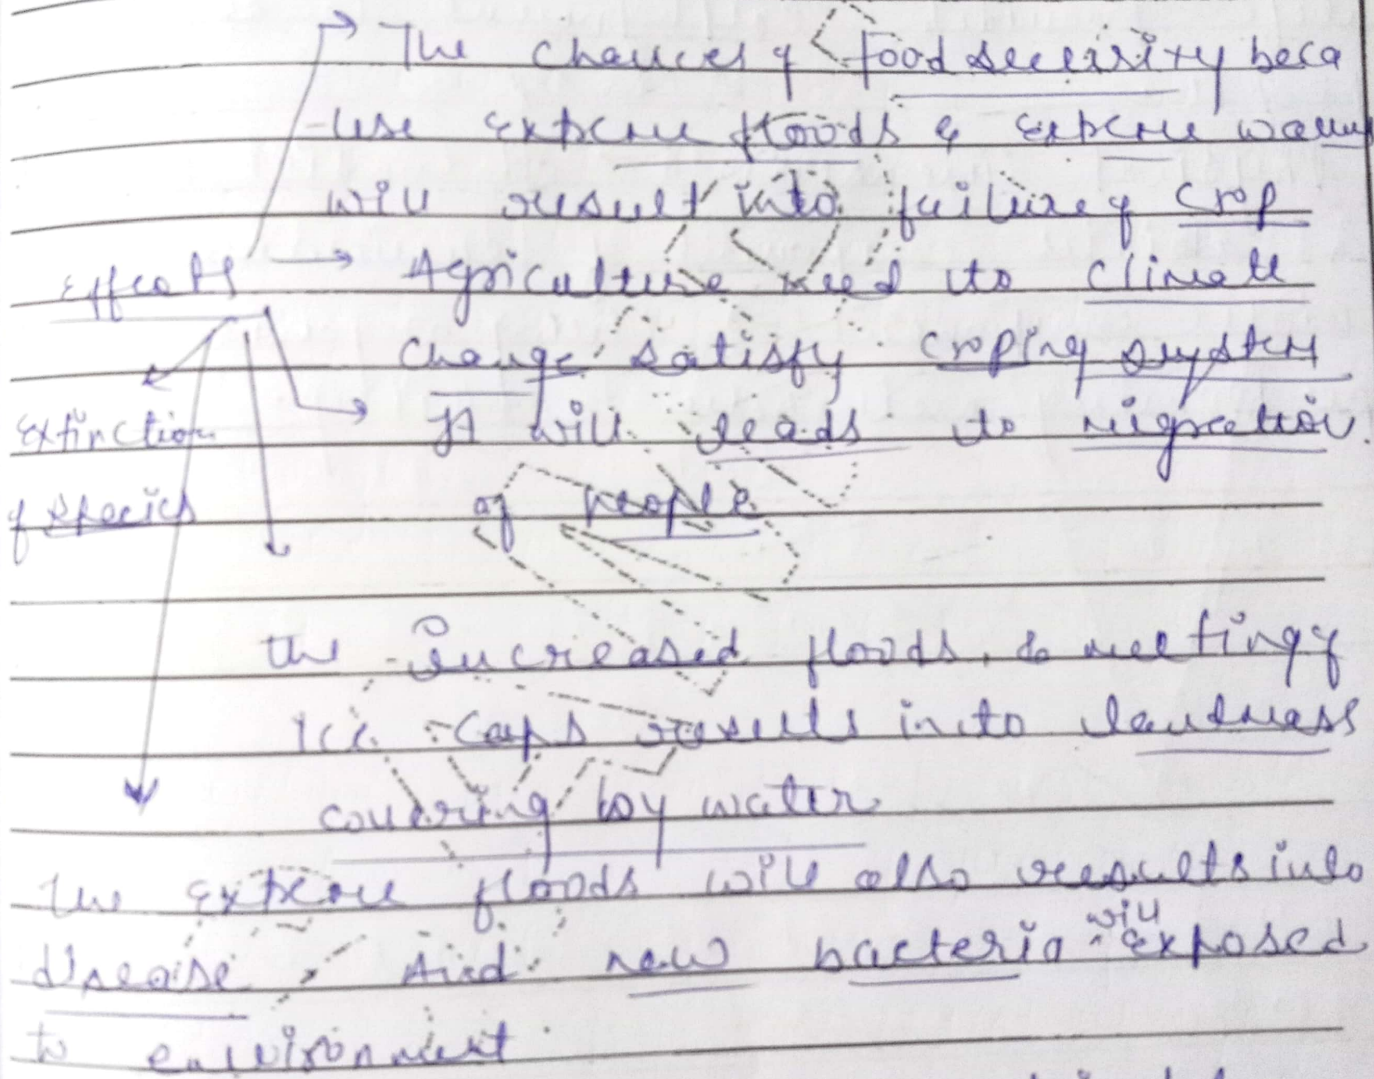 The chances of food security beca
-use extreme floods & extreme warm
will result into failure of crop
Effects
Agriculture need to climate
change satisfy croping system
It will leads to migration
of people
Extinction
of species
the increased floods, & melting of
Ice caps results into landmass
covering by water
the extreme floods will also results into
disease and new bacteria will exposed
to environment